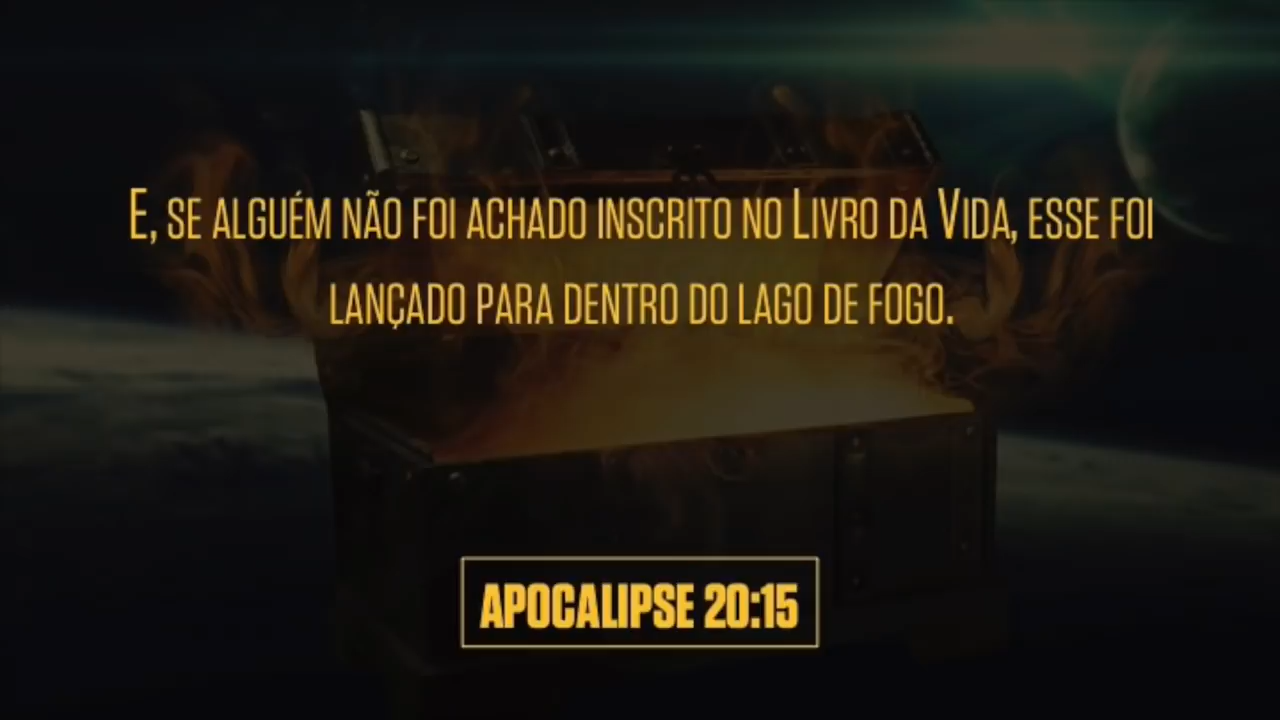 E, SE ALGUÉM NÃO FOI ACHADO INSCRITO NO LIVRO DA VIDA, ESSE FOI
LANÇADO PARA DENTRO DO LAGO DE FOGO.
APOCALIPSE 20:15